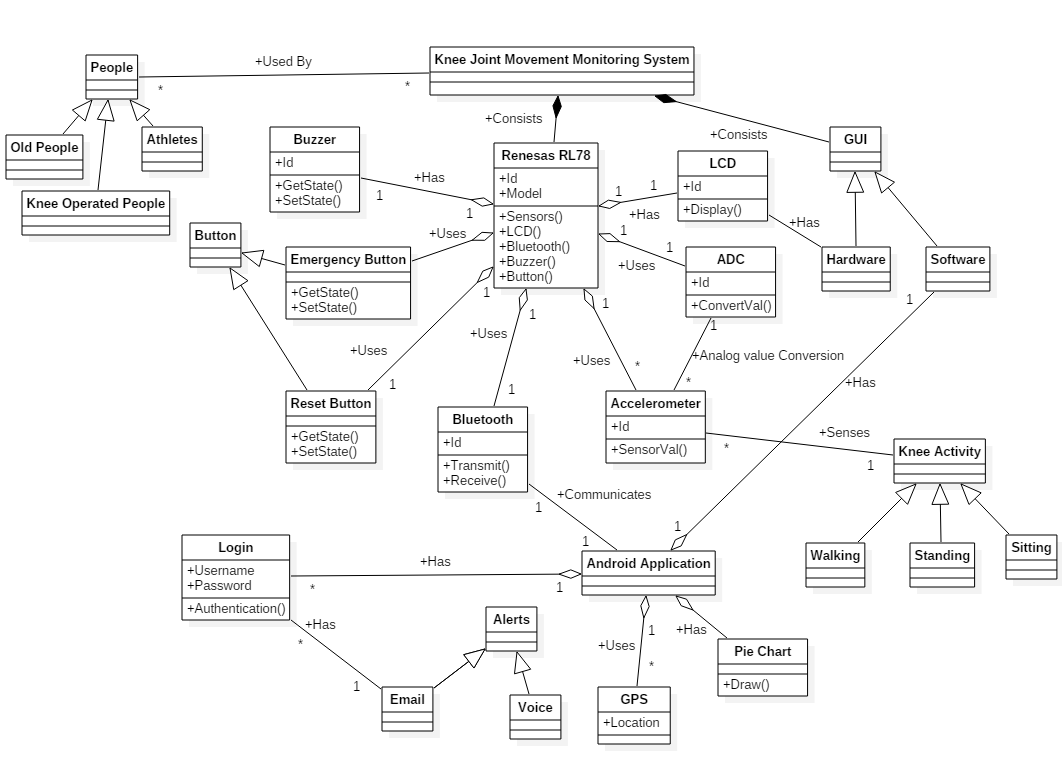 +Used By
Knee Joint Movement Monitoring System
People
*
*
+Consists
+Consists
Old People
Athletes
Knee Operated People
Buzzer
+Id
+GetState()
+SetState()
+Has
1
1
Renesas RL78
+Id
+Model
+Sensors()
+LCD()
+Bluetooth()
+Buzzer()
+Button()
LCD
+Id
+Display()
1
1
+Has
GUI
+Has
Hardware
Software
1
Button
Emergency Button
+GetState()
+SetState()
+Uses
1
1
+Uses
ADC
+Id
+ConvertVal()
1
+Analog value Conversion
*
1
+Uses
1
1
+Uses
1
1
+Uses
*
+Has
Reset Button
+GetState()
+SetState()
Bluetooth
+Id
+Transmit()
+Receive()
Accelerometer
+Id
+SensorVal()
+Senses
*
1
Knee Activity
Walking
Standing
Sitting
+Communicates
1
1
1
Android Application
Login
+Username
+Password
+Authentication()
+Has
*
1
+Has
*
1
Alerts
Email
Voice
+Uses
1
*
GPS
+Location
+Has
Pie Chart
+Draw()